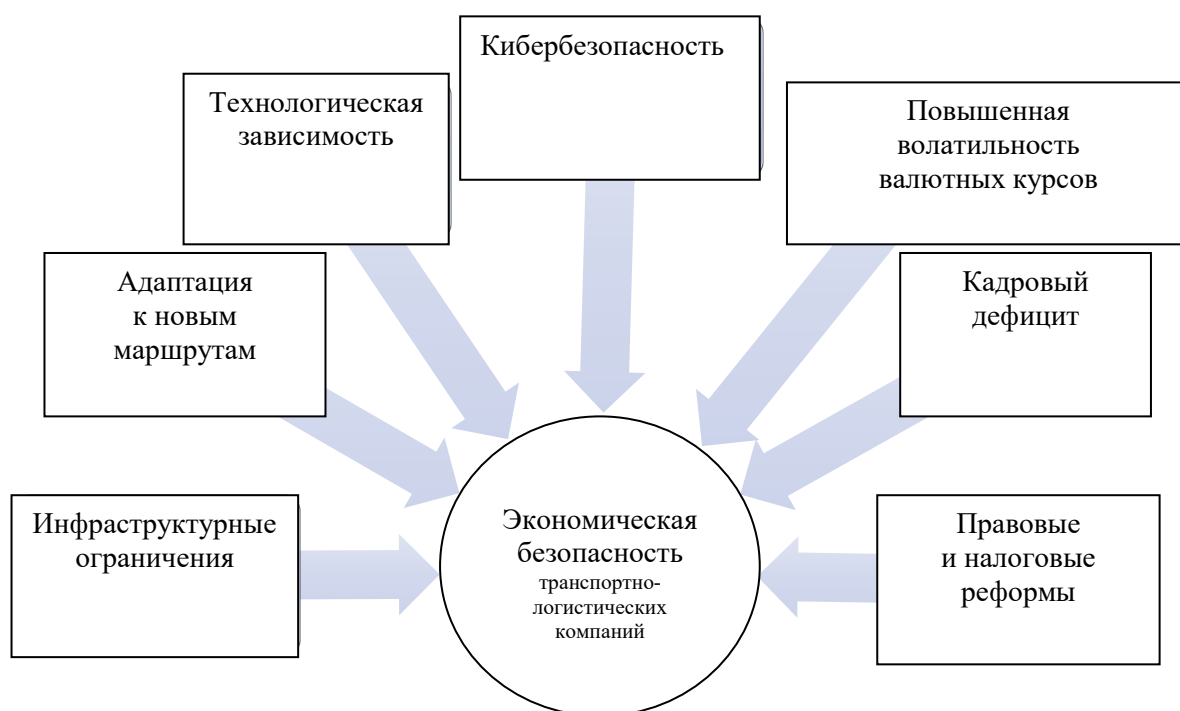 Кибербезопасность
Технологическая
зависимость
Повышенная
волатильность
валютных курсов
Адаптация
к новым
маршрутам
Кадровый
дефицит
Инфраструктурные
ограничения
Экономическая
безопасность
транспортно-
логистических
компаний
Правовые
и налоговые
реформы